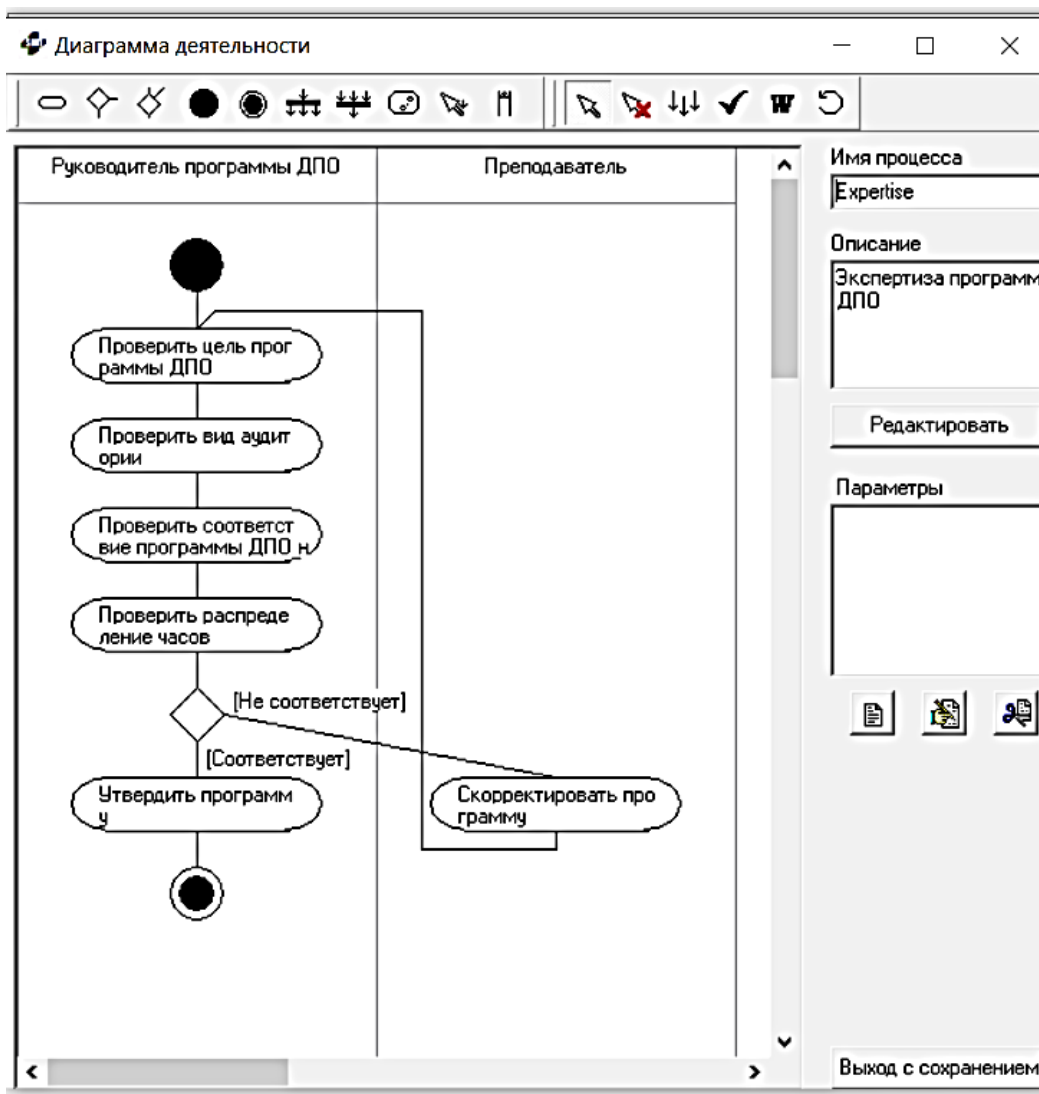 Диаграмма деятельности
Руководитель программы ДПО
Преподаватель
Проверить цель прог
раммы ДПО
Проверить вид аудит
ории
Проверить соответст
вие программы ДПО н
Проверить распреде
ление часов
[Не соответствует]
[Соответствует]
Утвердить программ
у
Скорректировать про
грамму
Имя процесса
Expertise
Описание
Экспертиза программ
ДПО
Редактировать
Параметры
Выход с сохранением